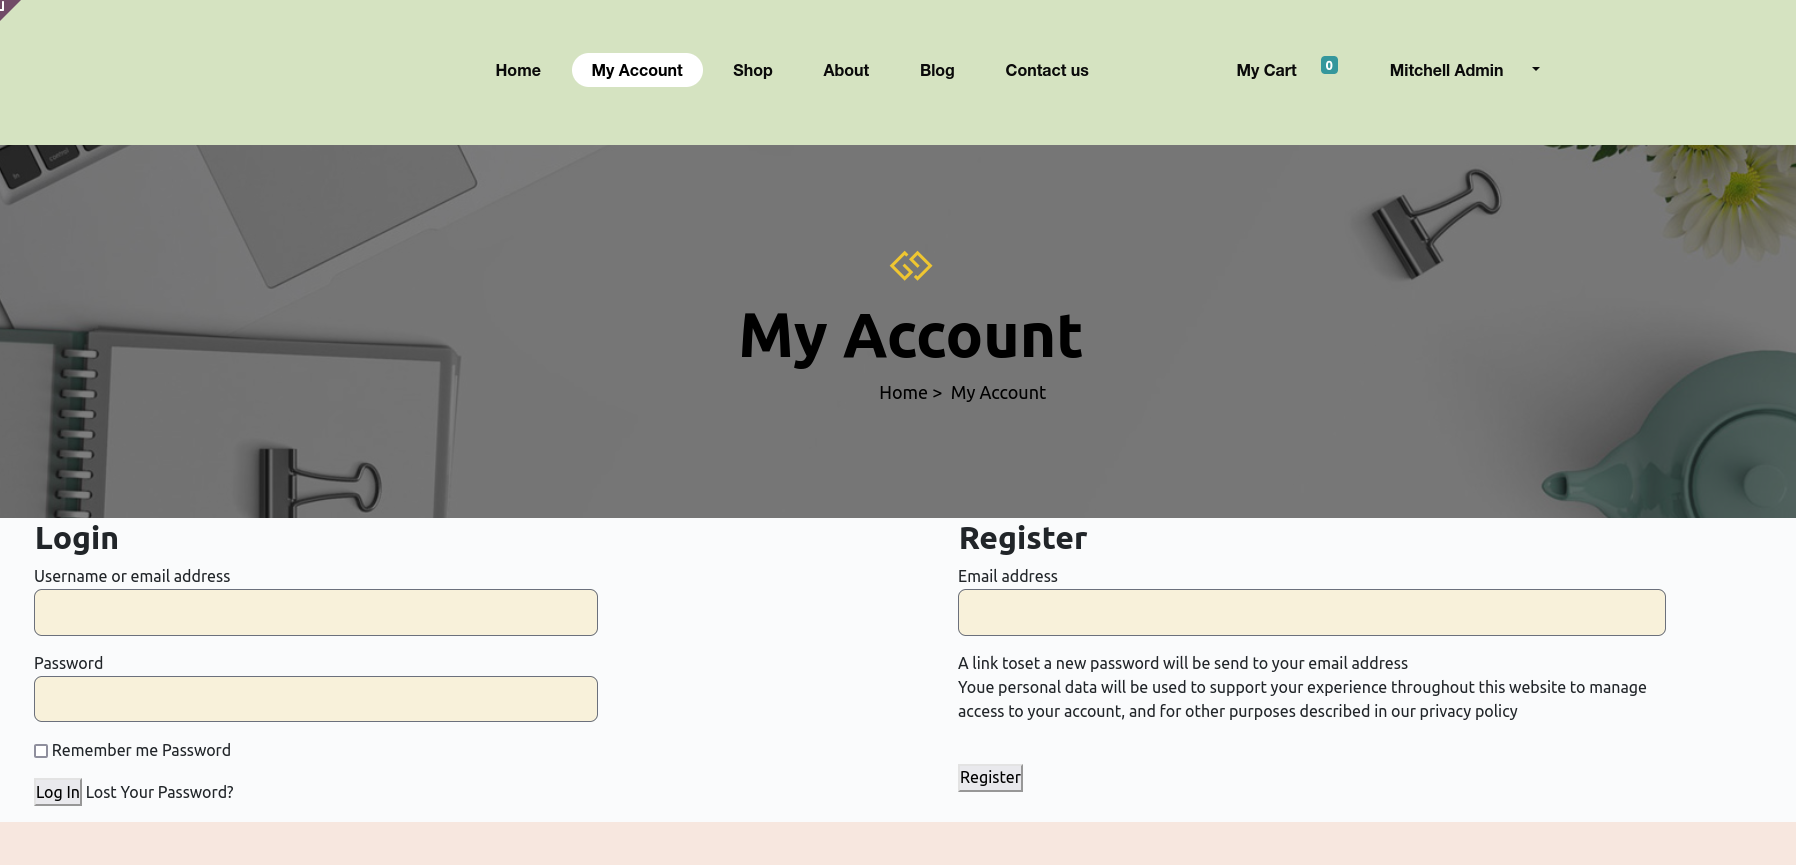 Home My Account Shop About Blog Contact us My Cart 0 Mitchell Admin
My Account
Home > My Account
Login
Username or email address
Password
Remember me Password
Log In Lost Your Password?
Register
Email address
A link toset a new password will be send to your email address
Youe personal data will be used to support your experience throughout this website to manage
access to your account, and for other purposes described in our privacy policy
Register